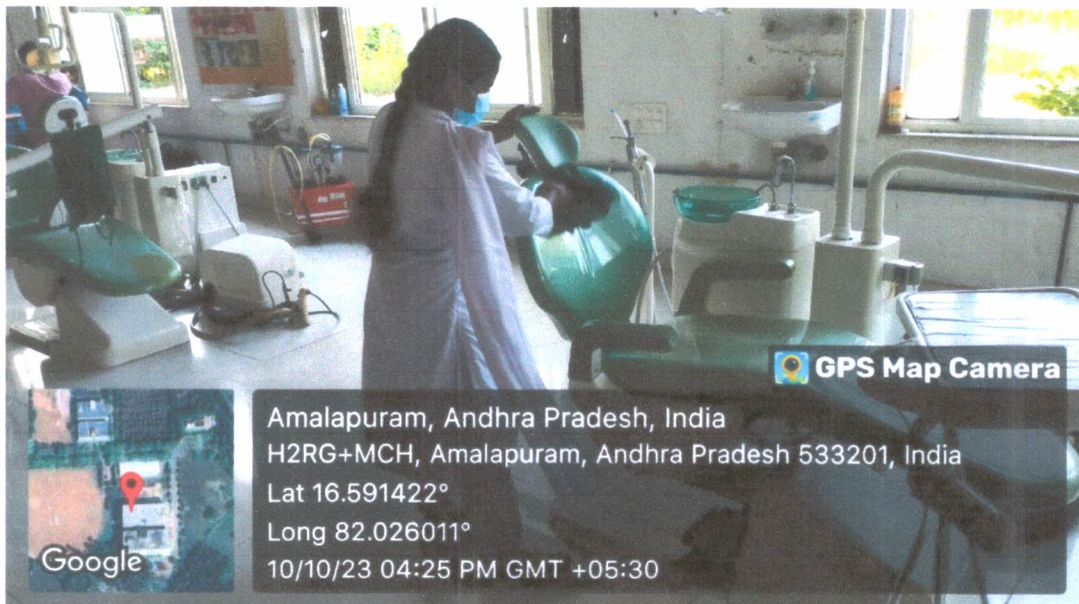 GPS Map Camera
Amalapuram, Andhra Pradesh, India
H2RG+MCH, Amalapuram, Andhra Pradesh 533201, India
Lat 16.591422°
Long 82.026011°
10/10/23 04:25 PM GMT +05:30
Google